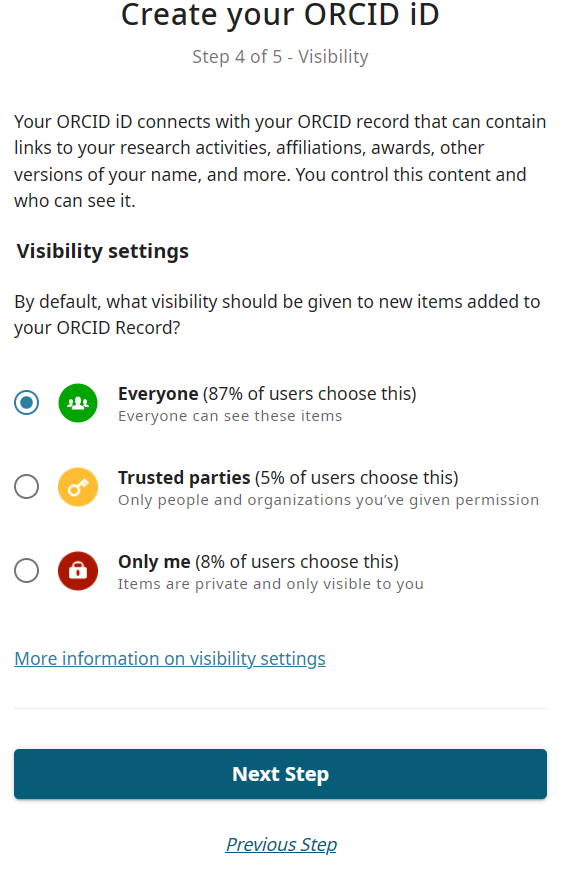 Create your ORCID iD
Step 4 of 5 - Visibility
Your ORCID iD connects with your ORCID record that can contain
links to your research activities, affiliations, awards, other
versions of your name, and more. You control this content and
who can see it.
Visibility settings
By default, what visibility should be given to new items added to
your ORCID Record?
Everyone (87% of users choose this)
Everyone can see these items
Trusted parties (5% of users choose this)
Only people and organizations you’ve given permission
Only me (8% of users choose this)
Items are private and only visible to you
More information on visibility settings
Next Step
Previous Step